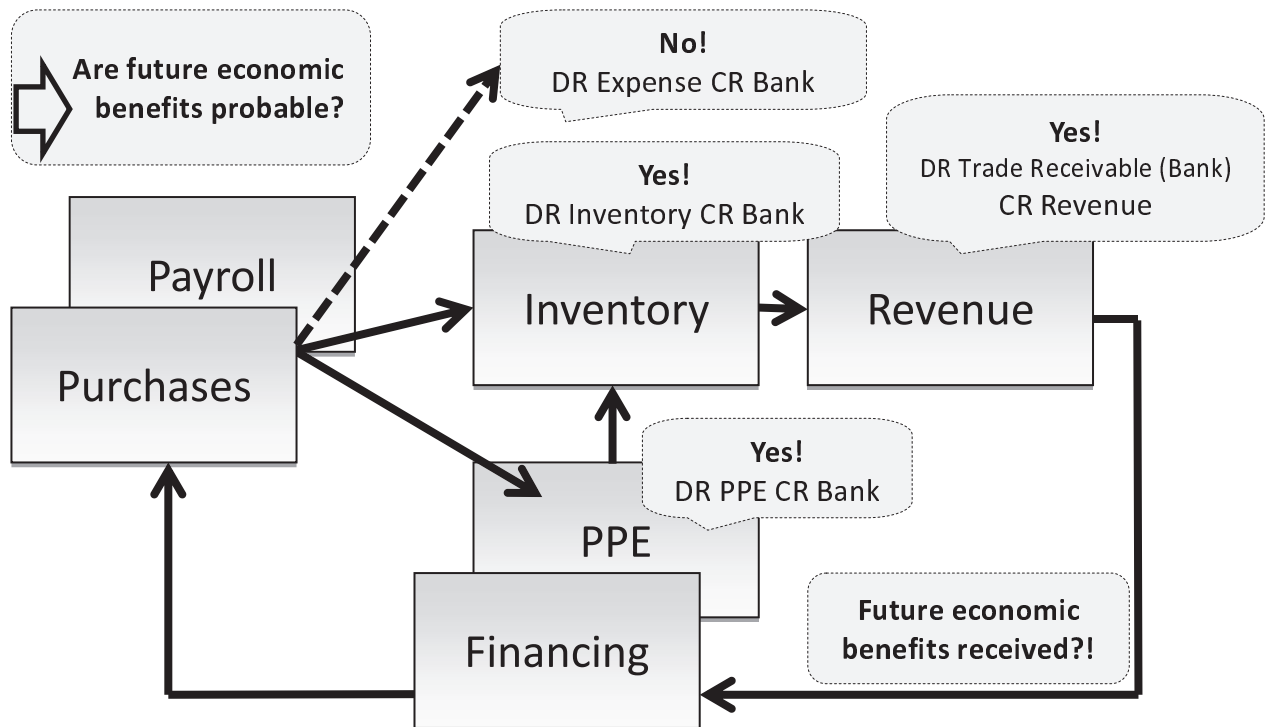 Are future economic
benefits probable?
No!
DR Expense CR Bank
Yes!
DR Inventory CR Bank
Yes!
DR Trade Receivable (Bank)
CR Revenue
Payroll
Purchases
Inventory
Revenue
Yes!
DR PPE CR Bank
PPE
Financing
Future economic
benefits received?!